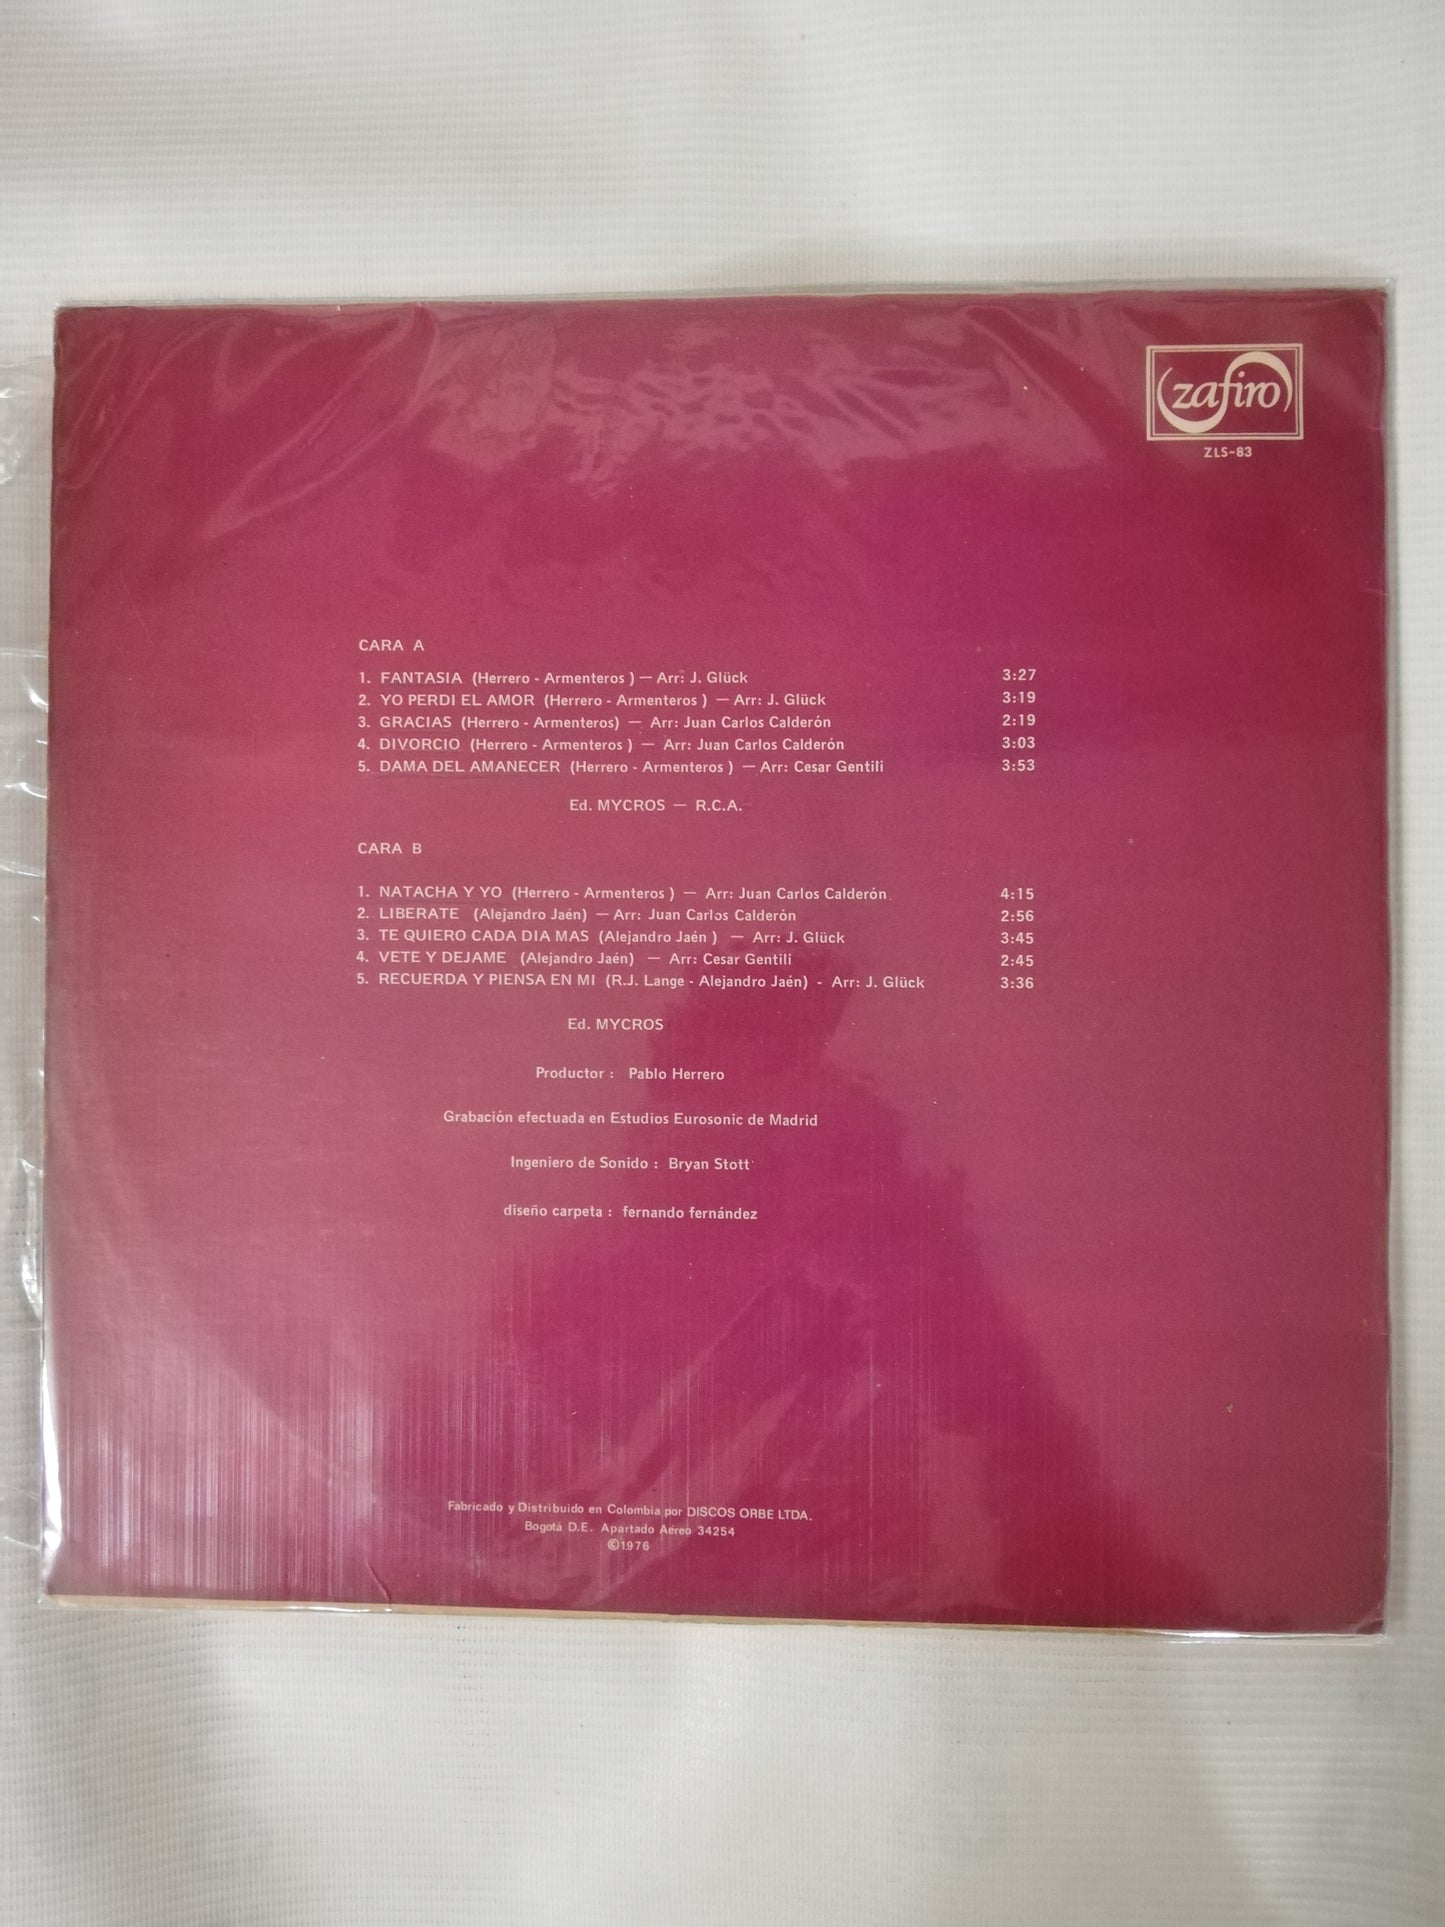 zafiro
ZLS-83
CARA A
1. FANTASIA (Herrero - Armenteros ) — Arr: J. Glück 3:27
2. YO PERDI EL AMOR (Herrero - Armenteros ) — Arr: J. Glück 3:19
3. GRACIAS (Herrero - Armenteros) — Arr: Juan Carlos Calderón 2:19
4. DIVORCIO (Herrero - Armenteros ) — Arr: Juan Carlos Calderón 3:03
5. DAMA DEL AMANECER (Herrero - Armenteros ) — Arr: Cesar Gentili 3:53
Ed. MYCROS — R.C.A.
CARA B
1. NATACHA Y YO (Herrero - Armenteros ) — Arr: Juan Carlos Calderón 4:15
2. LIBERATE (Alejandro Jaén) — Arr: Juan Carlos Calderón 2:56
3. TE QUIERO CADA DIA MAS (Alejandro Jaén ) — Arr: J. Glück 3:45
4. VETE Y DEJAME (Alejandro Jaén) — Arr: Cesar Gentili 2:45
5. RECUERDA Y PIENSA EN MI (R.J. Lange - Alejandro Jaén) - Arr: J. Glück 3:36
Ed. MYCROS
Productor : Pablo Herrero
Grabación efectuada en Estudios Eurosonic de Madrid
Ingeniero de Sonido : Bryan Stott
diseño carpeta : fernando fernández
Fabricado y Distribuido en Colombia por DISCOS ORBE LTDA.
Bogotá D.E. Apartado Aéreo 34254
©1976